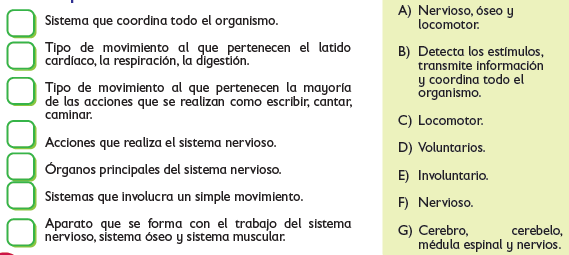 Sistema que coordina todo el organismo.
Tipo de movimiento al que pertenecen el latido
cardíaco, la respiración, la digestión.
Tipo de movimiento al que pertenecen la mayoría
de las acciones que se realizan como escribir, cantar,
caminar.
Acciones que realiza el sistema nervioso.
Órganos principales del sistema nervioso.
Sistemas que involucra un simple movimiento.
Aparato que se forma con el trabajo del sistema
nervioso, sistema óseo y sistema muscular.
A) Nervioso, óseo y
locomotor.
B) Detecta los estímulos,
transmite información
y coordina todo el
organismo.
C) Locomotor.
D) Voluntarios.
E) Involuntario.
F) Nervioso.
G) Cerebro, cerebelo,
médula espinal y nervios.